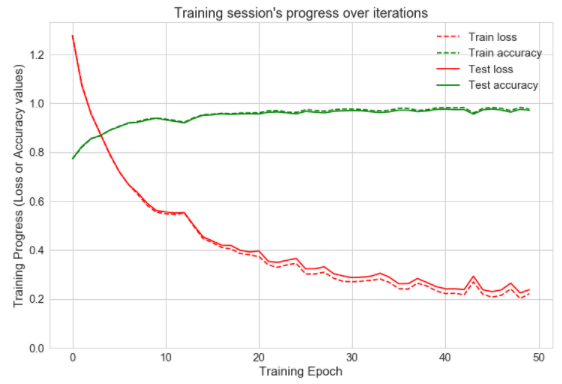 Training session's progress over iterations
Training Progress (Loss or Accuracy values)
1.2
1.0
0.8
0.6
0.4
0.2
0.0
Train loss
Train accuracy
Test loss
Test accuracy
0
10
20
30
40
50
Training Epoch